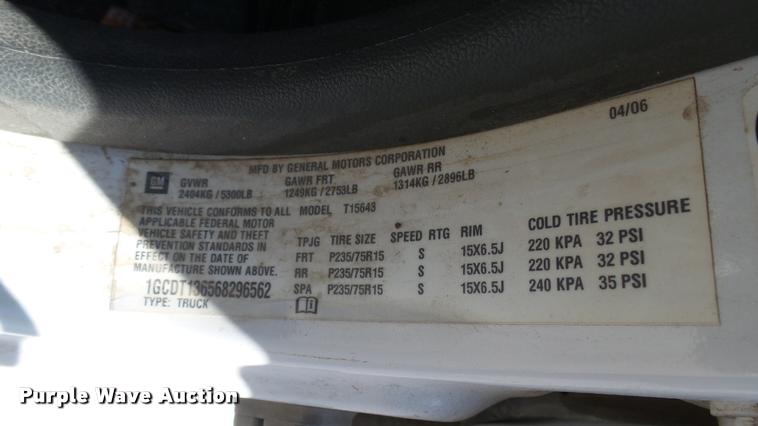 04/06
MFD BY GENERAL MOTORS CORPORATION
GM GVWR GAWR FRT GAWR RR
2404KG / 5300LB 1249KG / 2753LB 1314KG / 2896LB
THIS VEHICLE CONFORMS TO ALL MODEL T15643
APPLICABLE FEDERAL MOTOR
VEHICLE SAFETY AND THEFT
PREVENTION STANDARDS IN
EFFECT ON THE DATE OF
MANUFACTURE SHOWN ABOVE.
1GCDT136568296562
TYPE: TRUCK
TPJG TIRE SIZE SPEED RTG RIM COLD TIRE PRESSURE
FRT P235/75R15 S 15X6.5J 220 KPA 32 PSI
RR P235/75R15 S 15X6.5J 220 KPA 32 PSI
SPA P235/75R15 S 15X6.5J 240 KPA 35 PSI
Purple Wave Auction
Purple Wave Auction